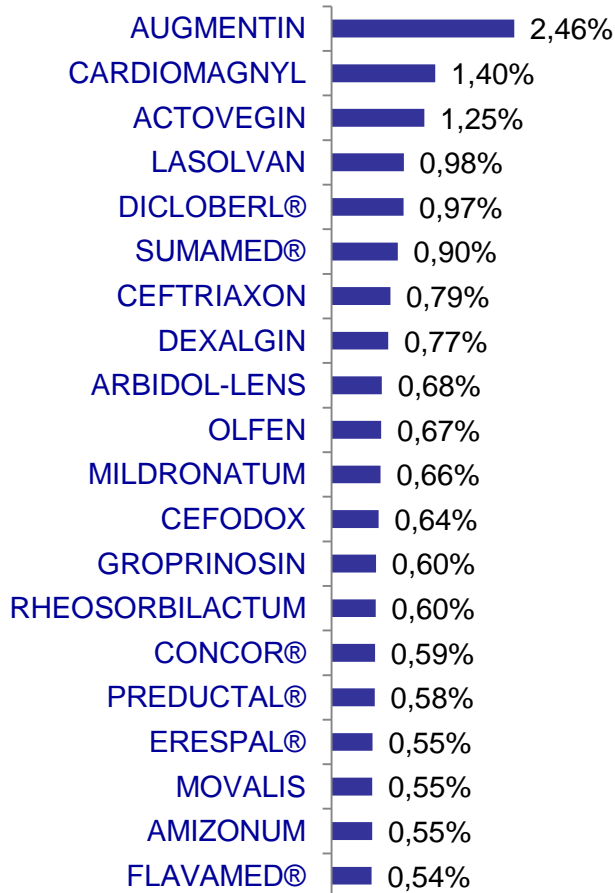 AUGMENTIN 2,46%
CARDIOMAGNYL 1,40%
ACTOVEGIN 1,25%
LASOLVAN 0,98%
DICLOBERL® 0,97%
SUMAMED® 0,90%
CEFTRIAXON 0,79%
DEXALGIN 0,77%
ARBIDOL-LENS 0,68%
OLFEN 0,67%
MILDRONATUM 0,66%
CEFODOX 0,64%
GROPRINOSIN 0,60%
RHEOSORBILACTUM 0,60%
CONCOR® 0,59%
PREDUCTAL® 0,58%
ERESPAL® 0,55%
MOVALIS 0,55%
AMIZONUM 0,55%
FLAVAMED® 0,54%